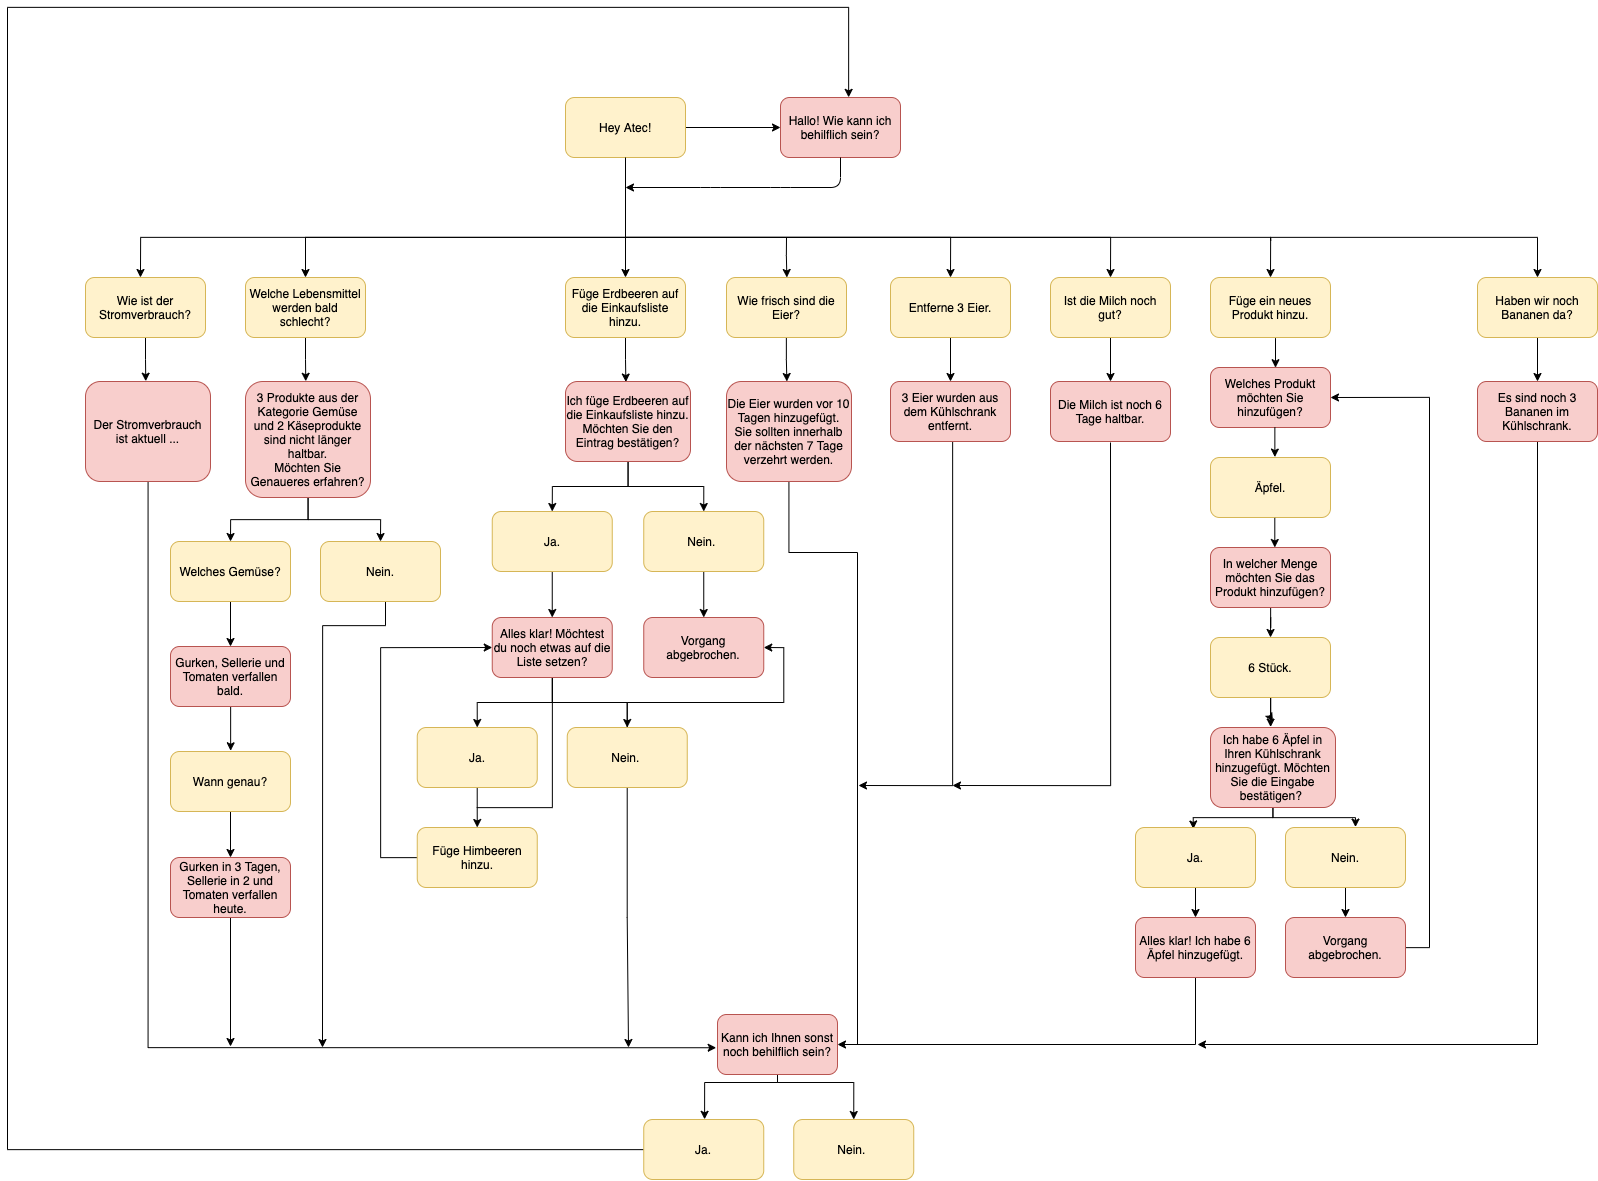 Hey Atec!
Hallo! Wie kann ich
behilflich sein?
Wie ist der
Stromverbrauch?
Welche Lebensmittel
werden bald
schlecht?
Füge Erdbeeren auf
die Einkaufsliste
hinzu.
Wie frisch sind die
Eier?
Entferne 3 Eier.
Ist die Milch noch
gut?
Füge ein neues
Produkt hinzu.
Haben wir noch
Bananen da?
Der Stromverbrauch
ist aktuell ...
3 Produkte aus der
Kategorie Gemüse
und 2 Käseprodukte
sind nicht länger
haltbar.
Möchten Sie
Genaueres erfahren?
Ich füge Erdbeeren auf
die Einkaufsliste hinzu.
Möchten Sie den
Eintrag bestätigen?
Die Eier wurden vor 10
Tagen hinzugefügt.
Sie sollten innerhalb
der nächsten 7 Tage
verzehrt werden.
3 Eier wurden aus
dem Kühlschrank
entfernt.
Die Milch ist noch 6
Tage haltbar.
Welches Produkt
möchten Sie
hinzufügen?
Es sind noch 3
Bananen im
Kühlschrank.
Äpfel.
Welches Gemüse?
Nein.
Ja.
Nein.
In welcher Menge
möchten Sie das
Produkt hinzufügen?
Gurken, Sellerie und
Tomaten verfallen
bald.
Alles klar! Möchtest
du noch etwas auf die
Liste setzen?
Vorgang
abgebrochen.
6 Stück.
Wann genau?
Ja.
Nein.
Ich habe 6 Äpfel in
Ihren Kühlschrank
hinzugefügt. Möchten
Sie die Eingabe
bestätigen?
Gurken in 3 Tagen,
Sellerie in 2 und
Tomaten verfallen
heute.
Füge Himbeeren
hinzu.
Ja.
Nein.
Alles klar! Ich habe 6
Äpfel hinzugefügt.
Vorgang
abgebrochen.
Kann ich Ihnen sonst
noch behilflich sein?
Ja.
Nein.